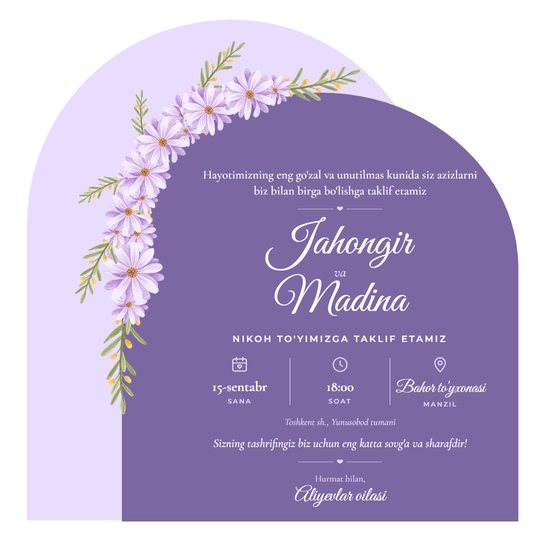 Hayotimizning eng go'zal va unutilmas kunida siz azizlarni
biz bilan birga bo'lishga taklif etamiz
Jahongir
va
Madina
NIKOH TO'YIMIZGA TAKLIF ETAMIZ
15-sentabr
SANA
18:00
SOAT
Bahor to'yxonasi
MANZIL
Toshkent sh., Yunusobod tumani
Sizning tashrifingiz biz uchun eng katta sovg'a va sharafdir!
Hurmat bilan,
Aliyevlar oilasi